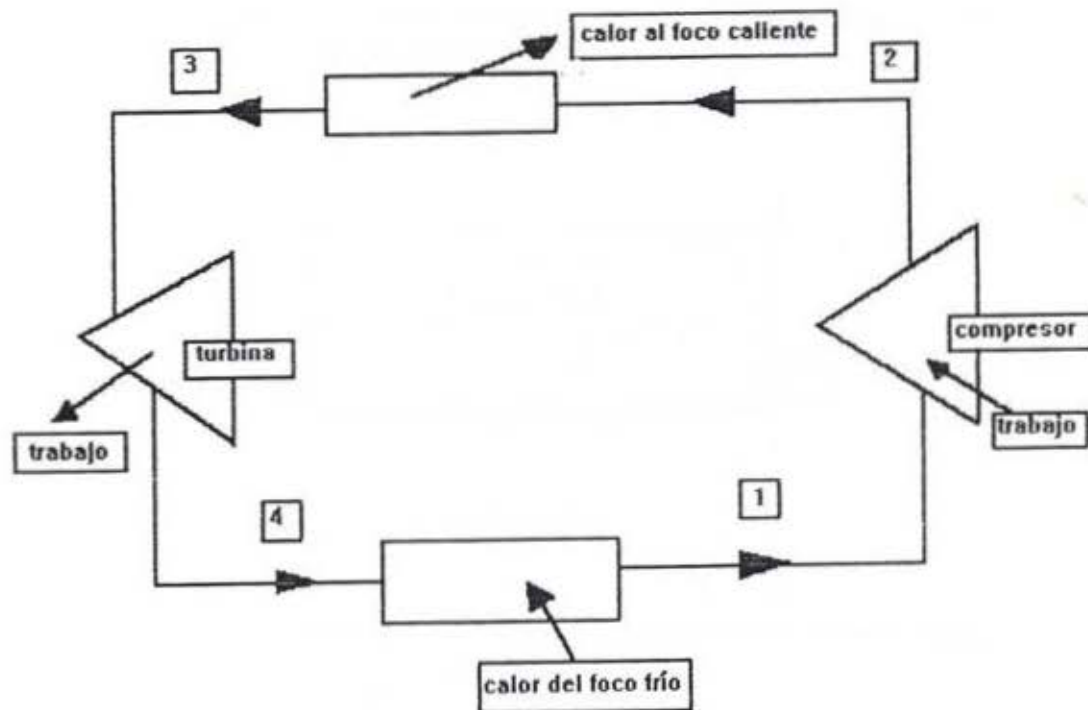 calor al foco caliente
3
2
compresor
turbina
trabajo
trabajo
4
1
calor del foco frío